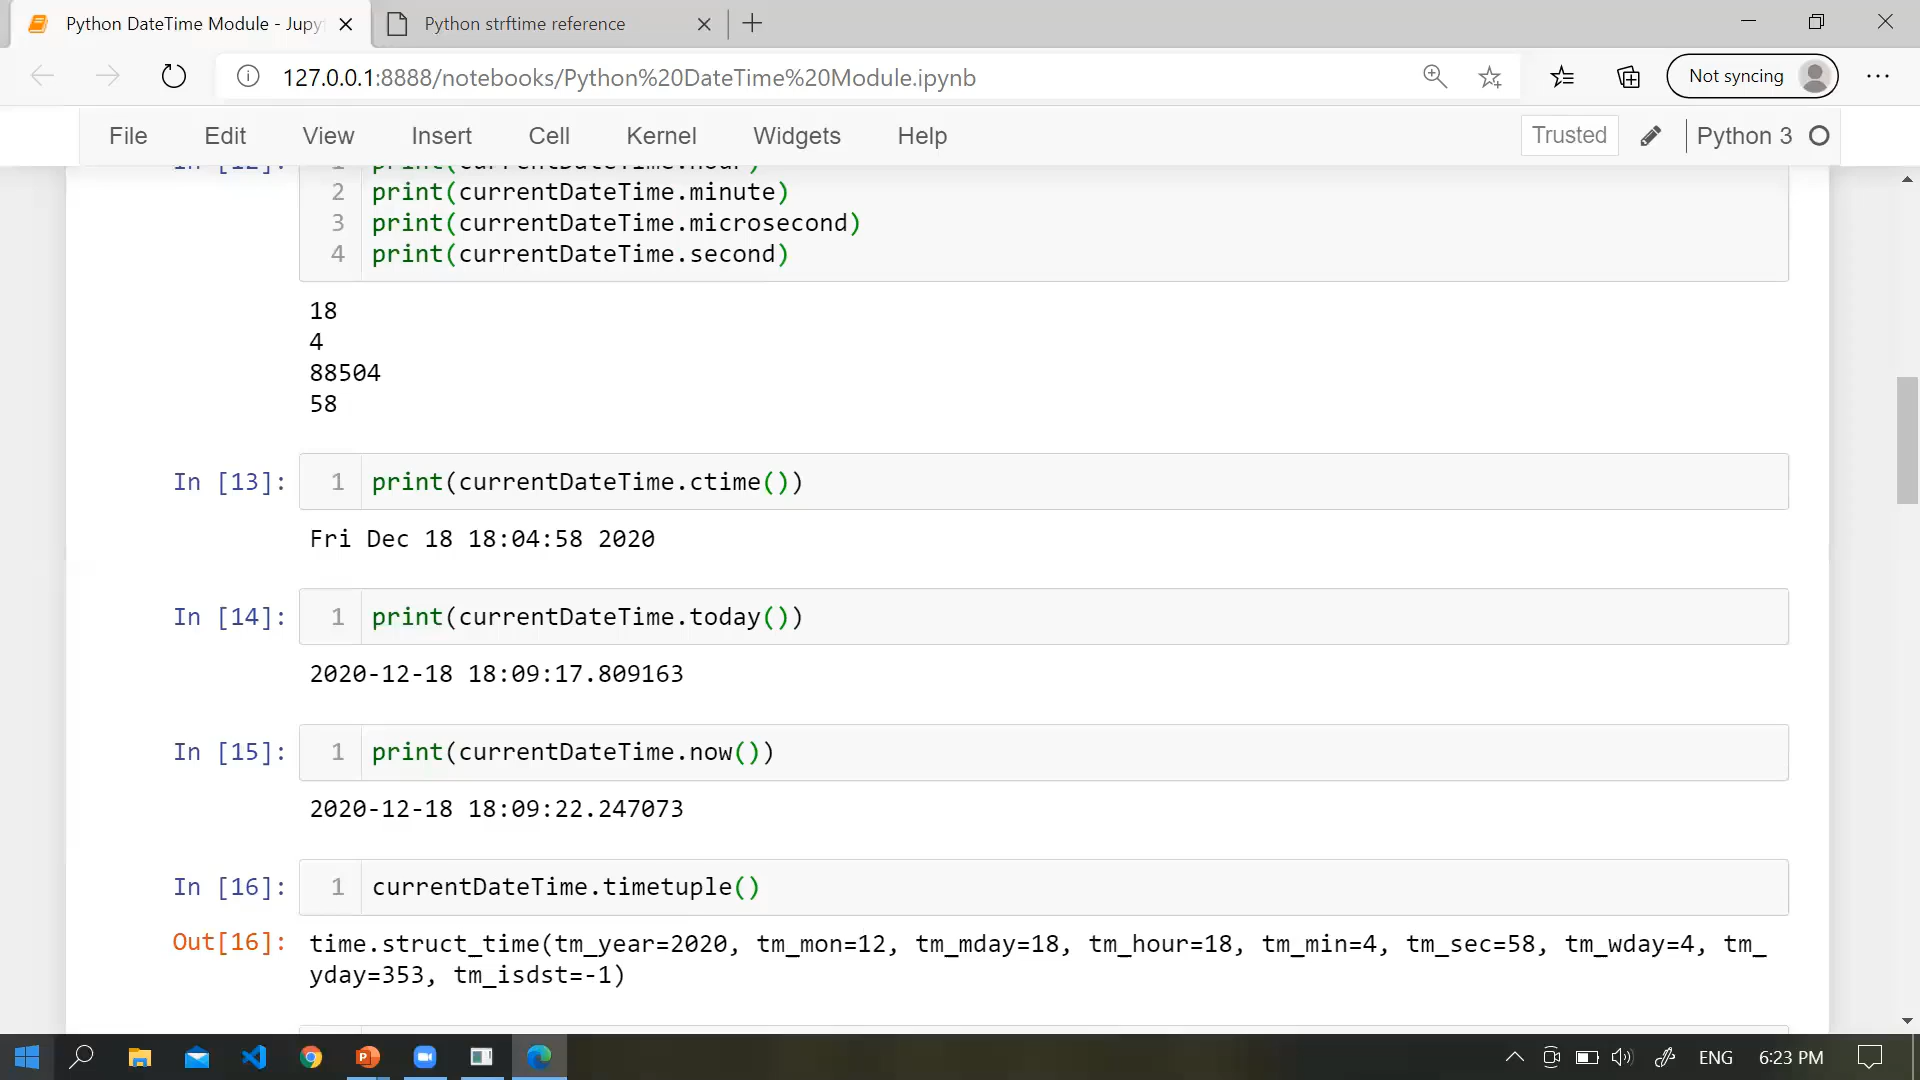 Python DateTime Module - Jupy
Python strftime reference
127.0.0.1:8888/notebooks/Python%20DateTime%20Module.ipynb
Not syncing
File Edit View Insert Cell Kernel Widgets Help
Trusted
Python 3
In [12]: 1 print(currentDateTime.hour)
2 print(currentDateTime.minute)
3 print(currentDateTime.microsecond)
4 print(currentDateTime.second)
18
4
88504
58
In [13]: 1 print(currentDateTime.ctime())
Fri Dec 18 18:04:58 2020
In [14]: 1 print(currentDateTime.today())
2020-12-18 18:09:17.809163
In [15]: 1 print(currentDateTime.now())
2020-12-18 18:09:22.247073
In [16]: 1 currentDateTime.timetuple()
Out[16]: time.struct_time(tm_year=2020, tm_mon=12, tm_mday=18, tm_hour=18, tm_min=4, tm_sec=58, tm_wday=4, tm_
yday=353, tm_isdst=-1)
ENG
6:23 PM